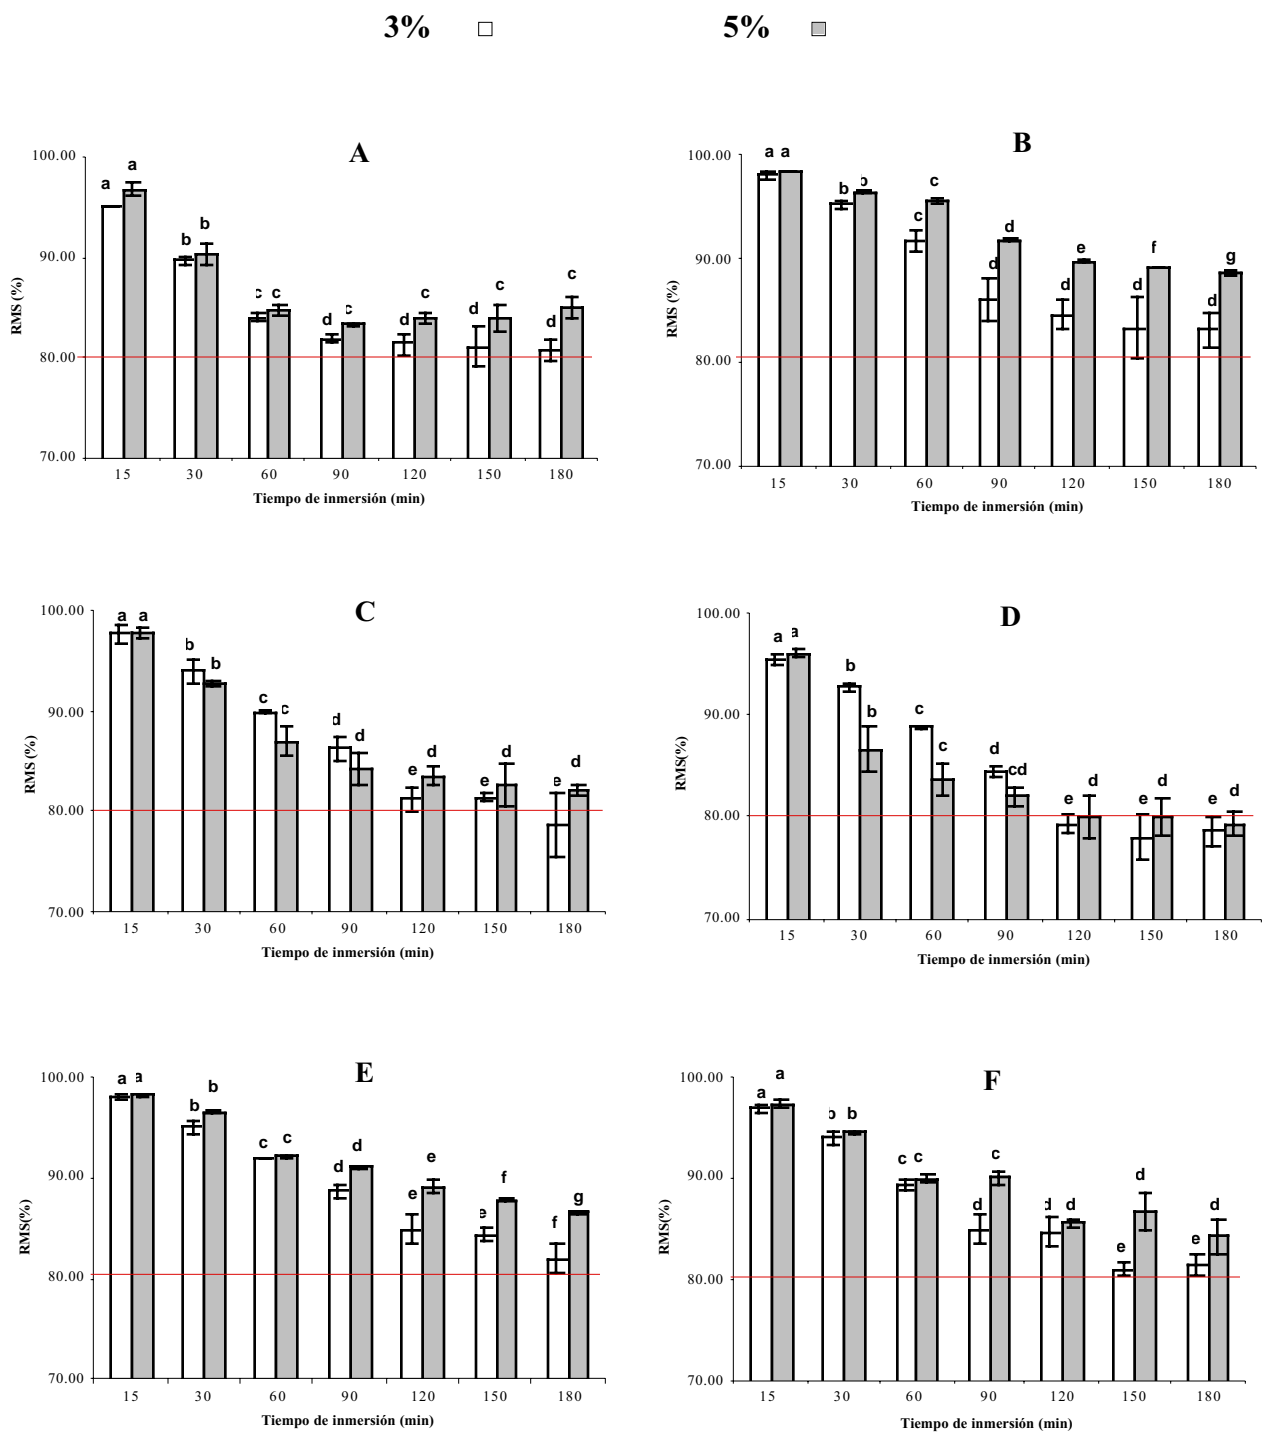 3% 5%
A
100.00
90.00
80.00
70.00
RMS (%)
a a b b c c d c d c d c d c
15 30 60 90 120 150 180
Tiempo de inmersión (min)
B
100.00
90.00
80.00
70.00
RMS (%)
a a b b c c d d d e d f d g
15 30 60 90 120 150 180
Tiempo de inmersión (min)
C
100.00
90.00
80.00
70.00
RMS (%)
a a b b c c d d e d e d e d
15 30 60 90 120 150 180
Tiempo de inmersión (min)
D
100.00
90.00
80.00
70.00
RMS(%)
a a b b c c d cd e d e d e d
15 30 60 90 120 150 180
Tiempo de inmersión (min)
E
100.00
90.00
80.00
70.00
RMS(%)
a a b b c c d d e e e f f g
15 30 60 90 120 150 180
Tiempo de inmersión (min)
F
100.00
90.00
80.00
70.00
RMS(%)
a a b b c c d c d d e d e d
15 30 60 90 120 150 180
Tiempo de inmersión (min)